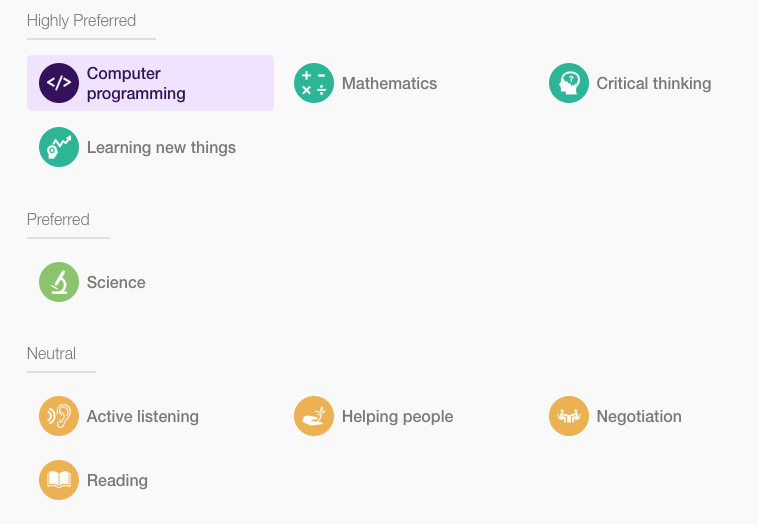 Highly Preferred
</>
Computer
programming
Mathematics
Critical thinking
Learning new things
Preferred
Science
Neutral
Active listening
Helping people
Negotiation
Reading